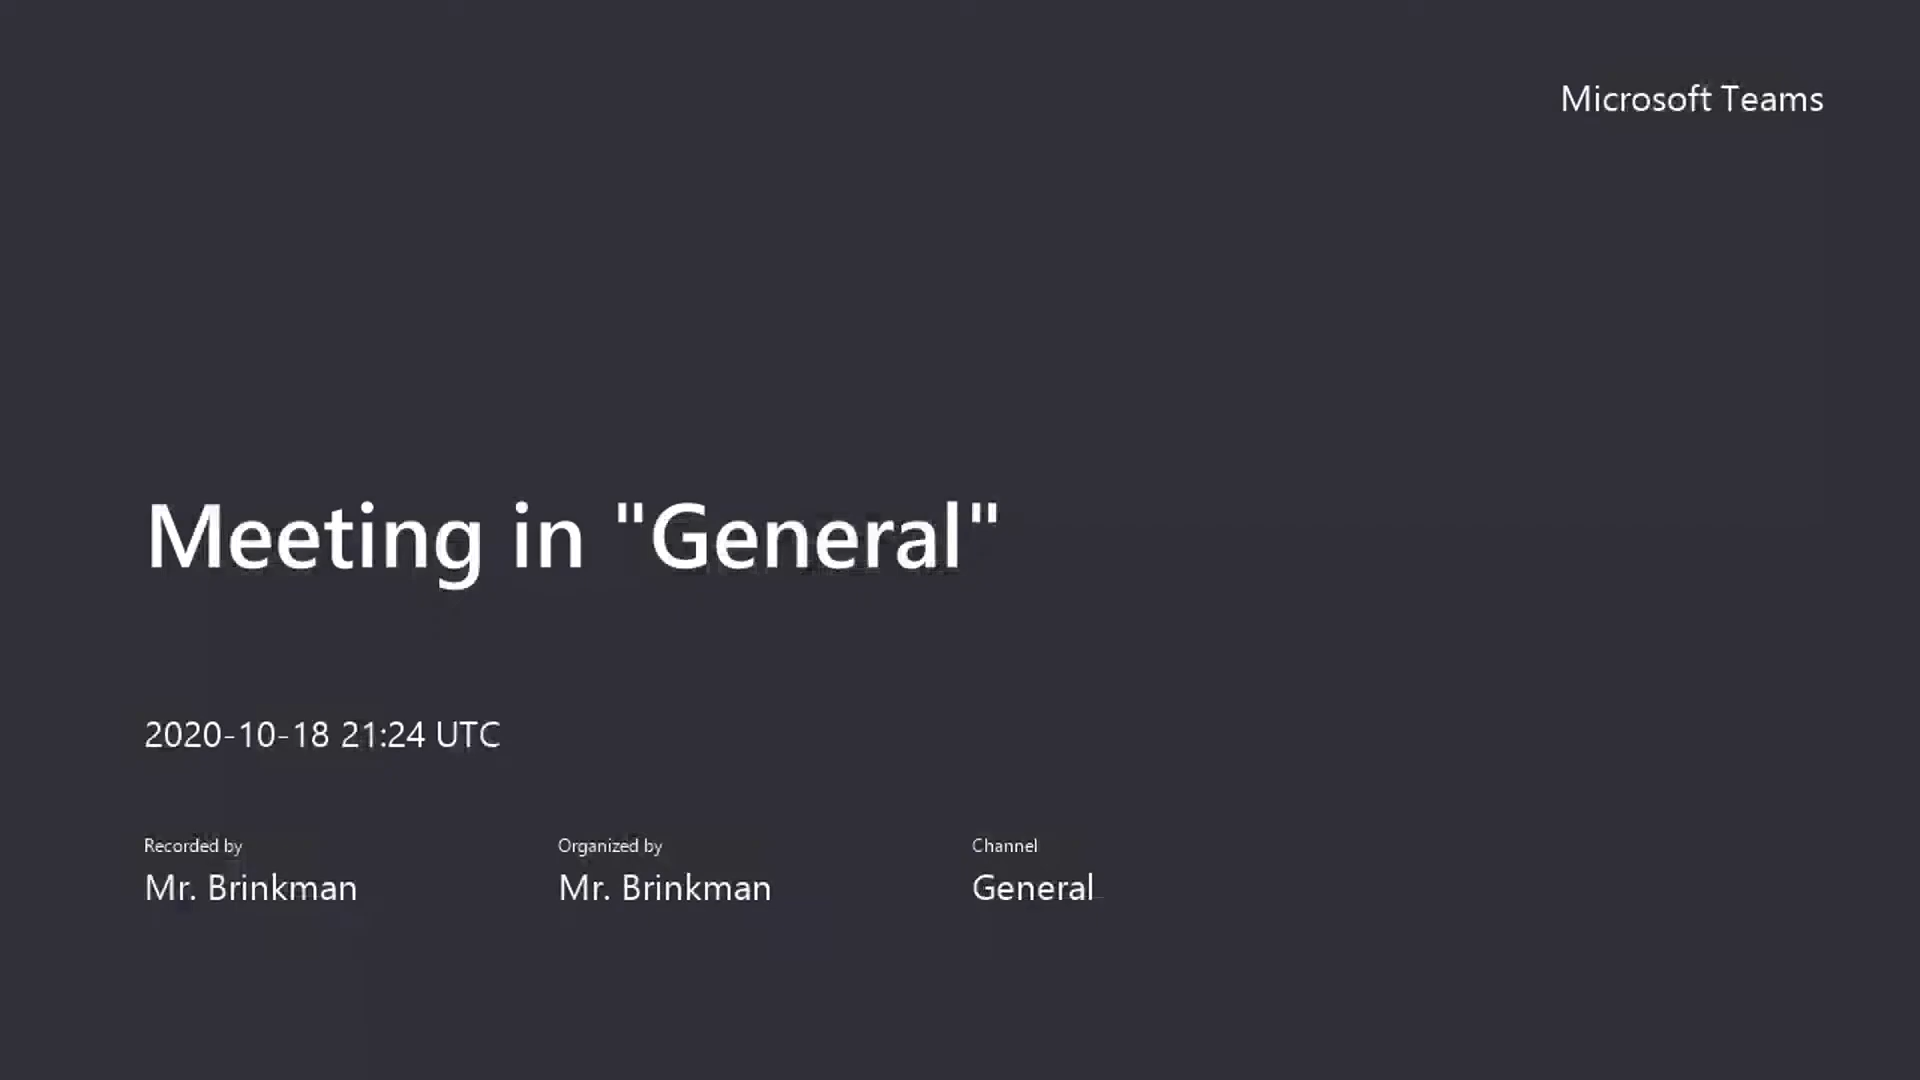 Microsoft Teams
Meeting in "General"
2020-10-18 21:24 UTC
Recorded by
Mr. Brinkman
Organized by
Mr. Brinkman
Channel
General